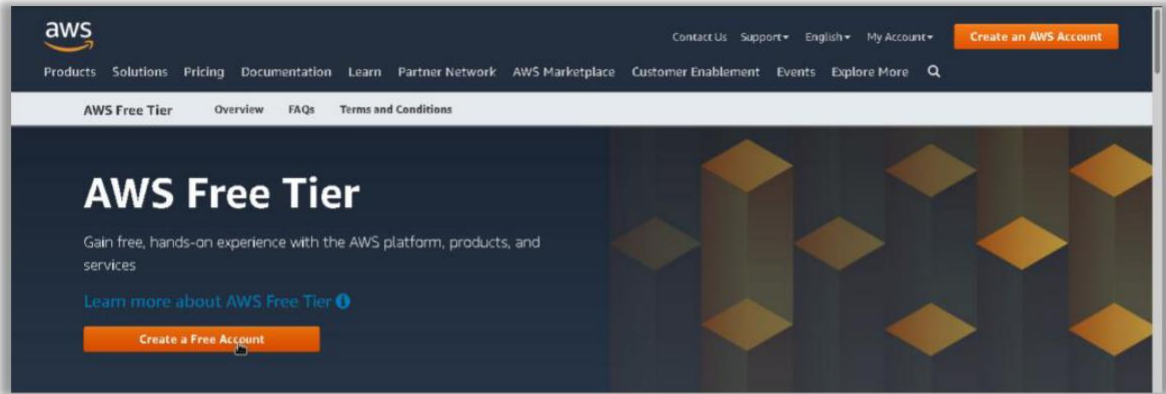 aws
Contact Us Support English My Account Create an AWS Account
Products Solutions Pricing Documentation Learn Partner Network AWS Marketplace Customer Enablement Events Explore More
AWS Free Tier Overview FAQs Terms and Conditions
AWS Free Tier
Gain free, hands-on experience with the AWS platform, products, and
services
Learn more about AWS Free Tier
Create a Free Account